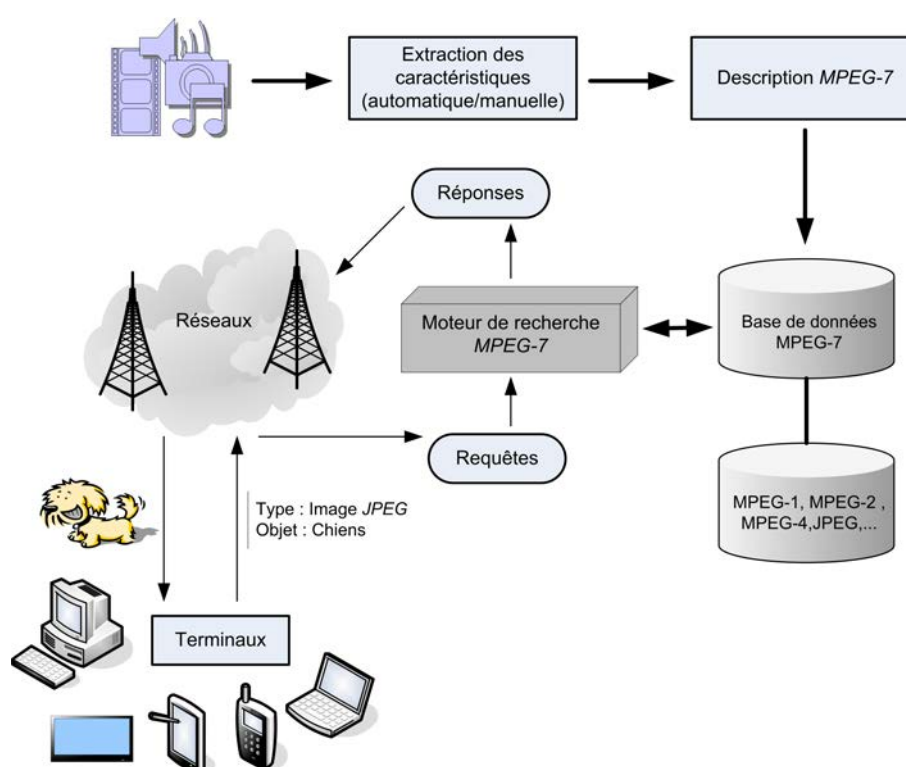 Extraction des
caractéristiques
(automatique/manuelle)
Description MPEG-7
Réponses
Réseaux
Moteur de recherche
MPEG-7
Base de données
MPEG-7
Requêtes
Type : Image JPEG
Objet : Chiens
MPEG-1, MPEG-2 ,
MPEG-4,JPEG,...
Terminaux